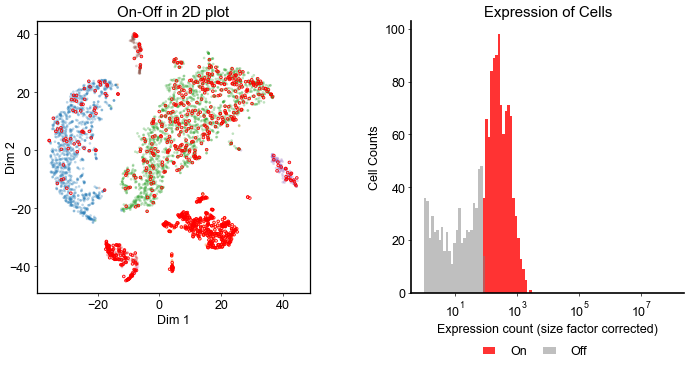 On-Off in 2D plot
40
20
0
−20
−40
Dim 2
−20 0 20 40
Dim 1
Expression of Cells
100
80
60
40
20
0
Cell Counts
10^1 10^3 10^5 10^7
Expression count (size factor corrected)
On Off